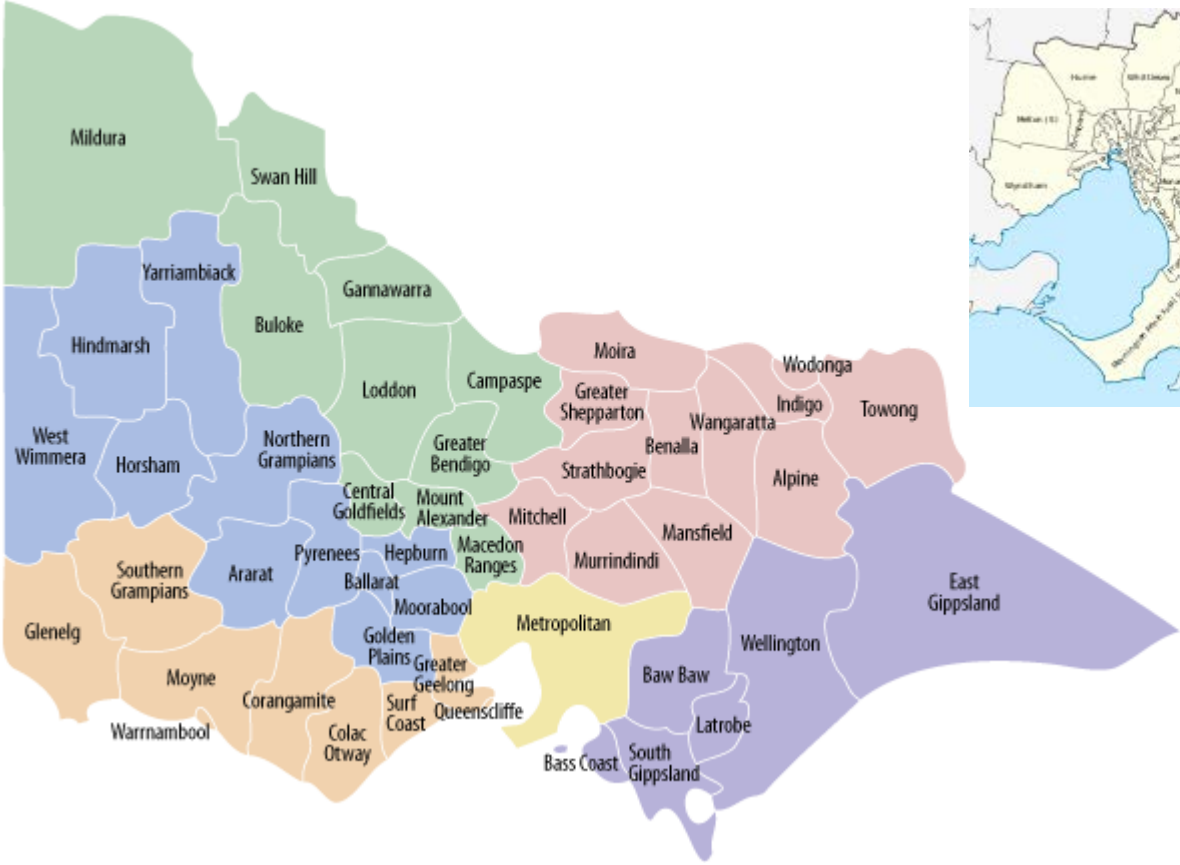 Mildura
Swan Hill
Yarriambiack
Gannawarra
Buloke
Hindmarsh
Moira
Wodonga
Campaspe
Loddon
Greater
Shepparton
Indigo
Towong
Wangaratta
West
Wimmera
Horsham
Northern
Grampians
Greater
Bendigo
Benalla
Strathbogie
Alpine
Central
Goldfields
Mount
Alexander
Mitchell
Mansfield
Pyrenees
Hepburn
Macedon
Ranges
Murrindindi
Southern
Grampians
Ararat
Ballarat
Moorabool
East
Gippsland
Glenelg
Metropolitan
Golden
Plains
Wellington
Moyne
Greater
Geelong
Baw Baw
Corangamite
Surf
Coast
Queenscliffe
Warrnambool
Colac
Otway
Latrobe
Bass Coast
South
Gippsland
Hume
Melton (S)
Wyndham